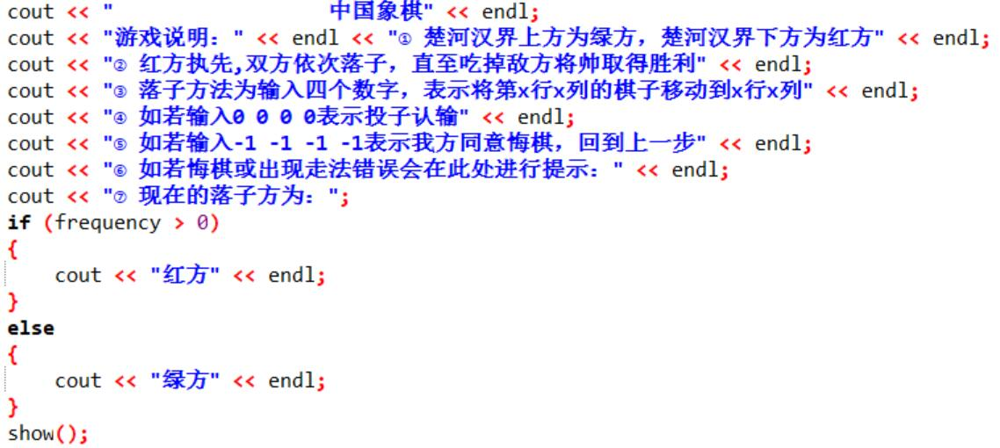 cout << "                  中国象棋" << endl;
cout << "游戏说明：" << endl << "① 楚河汉界上方为绿方，楚河汉界下方为红方" << endl;
cout << "② 红方执先,双方依次落子，直至吃掉敌方将帅取得胜利" << endl;
cout << "③ 落子方法为输入四个数字，表示将第x行x列的棋子移动到x行x列" << endl;
cout << "④ 如若输入0 0 0 0表示投子认输" << endl;
cout << "⑤ 如若输入-1 -1 -1 -1表示我方同意悔棋，回到上一步" << endl;
cout << "⑥ 如若悔棋或出现走法错误会在此处进行提示：" << endl;
cout << "⑦ 现在的落子方为：";
if (frequency > 0)
{
    cout << "红方" << endl;
}
else
{
    cout << "绿方" << endl;
}
show();